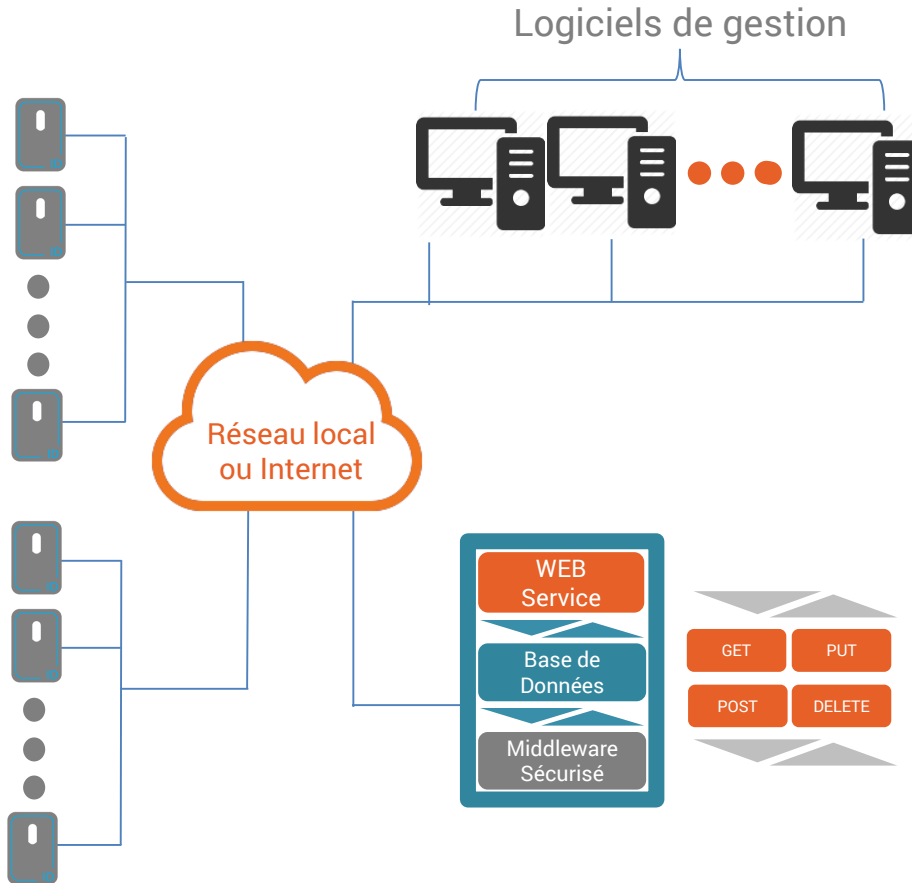 Logiciels de gestion
Réseau local
ou Internet
WEB
Service
Base de
Données
Middleware
Sécurisé
GET
PUT
POST
DELETE